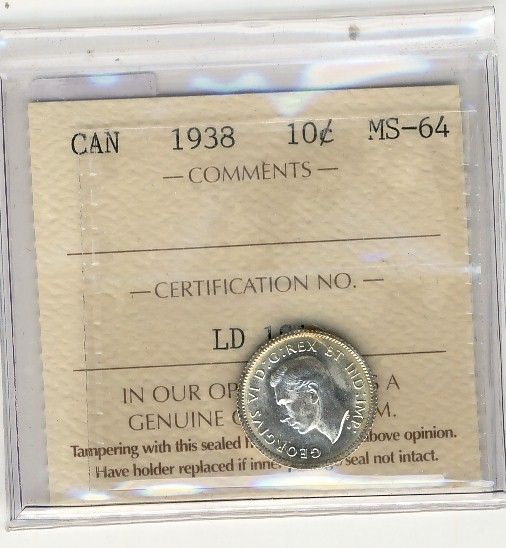 CAN 1938 10¢ MS-64
— COMMENTS —
— CERTIFICATION NO. —
LD
IN OUR A
GENUINE M.
Tampering with this sealed above opinion.
Have holder replaced if seal not intact.
GEORGIVS VI D:G:REX ET IND:IMP: